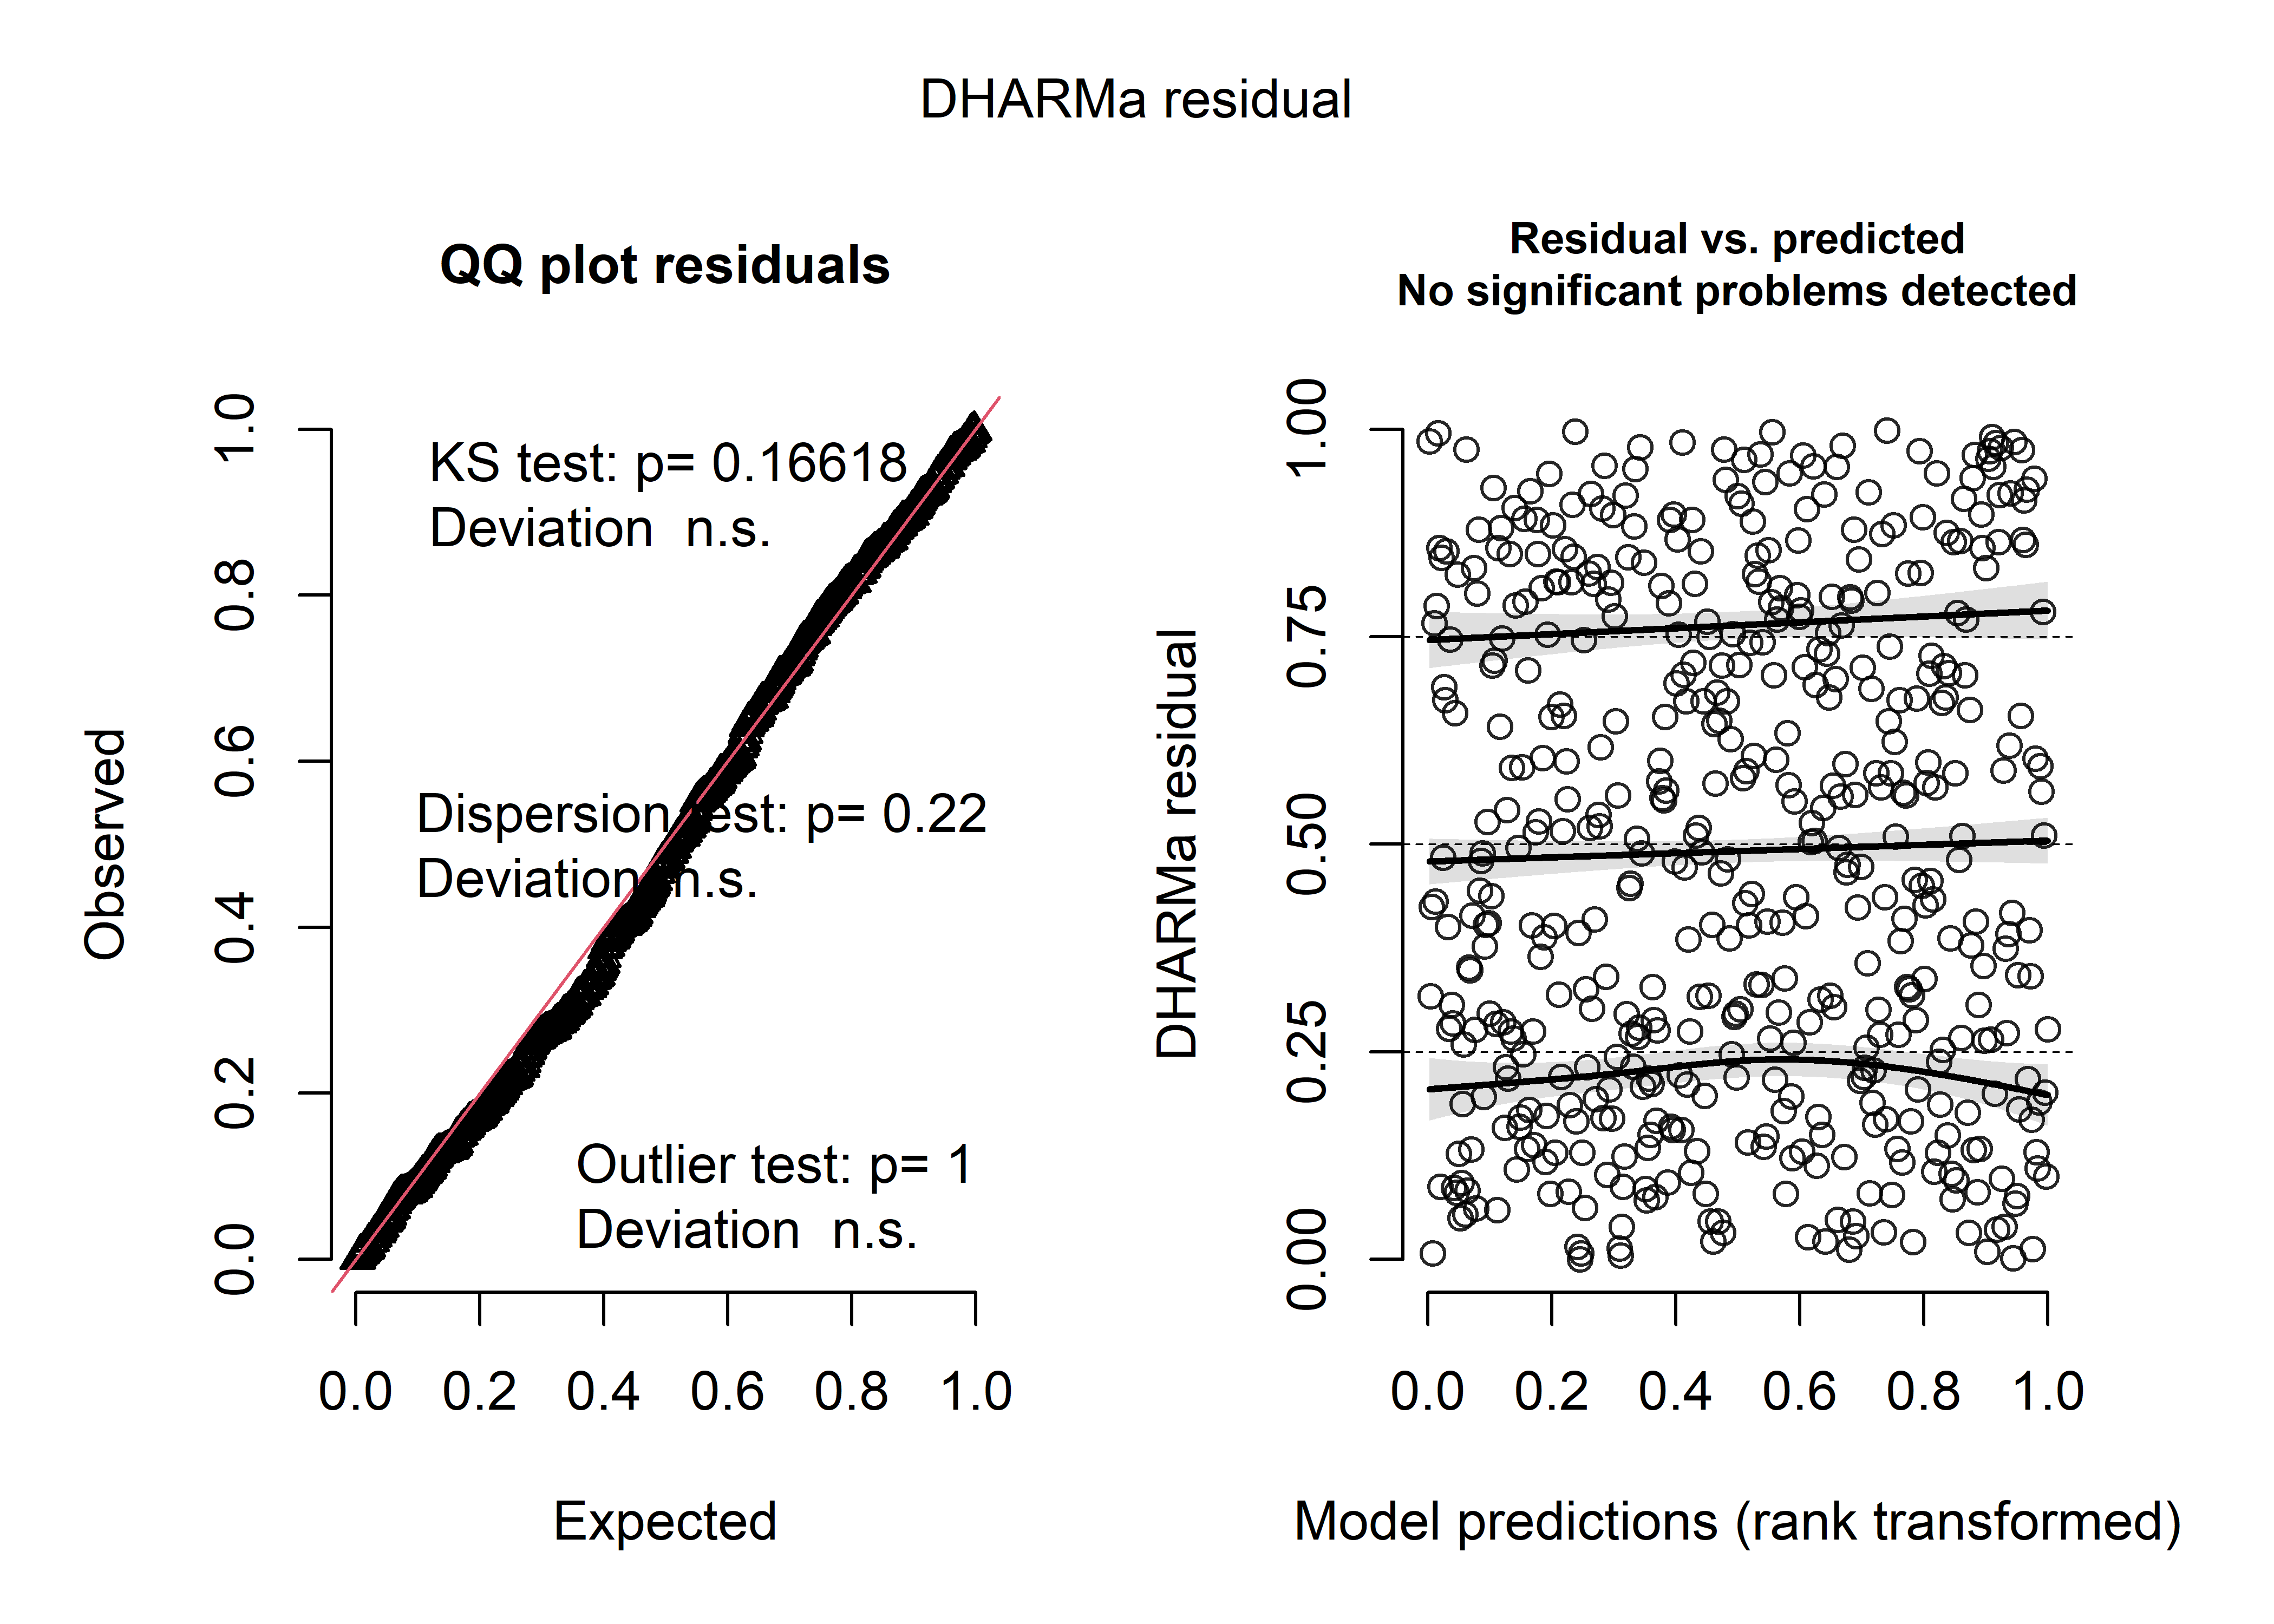 DHARMa residual
QQ plot residuals
KS test: p= 0.16618
Deviation  n.s.
Dispersion test: p= 0.22
Deviation  n.s.
Outlier test: p= 1
Deviation  n.s.
Observed
0.0 0.2 0.4 0.6 0.8 1.0
0.0 0.2 0.4 0.6 0.8 1.0
Expected
Residual vs. predicted
No significant problems detected
DHARMa residual
0.00 0.25 0.50 0.75 1.00
0.0 0.2 0.4 0.6 0.8 1.0
Model predictions (rank transformed)